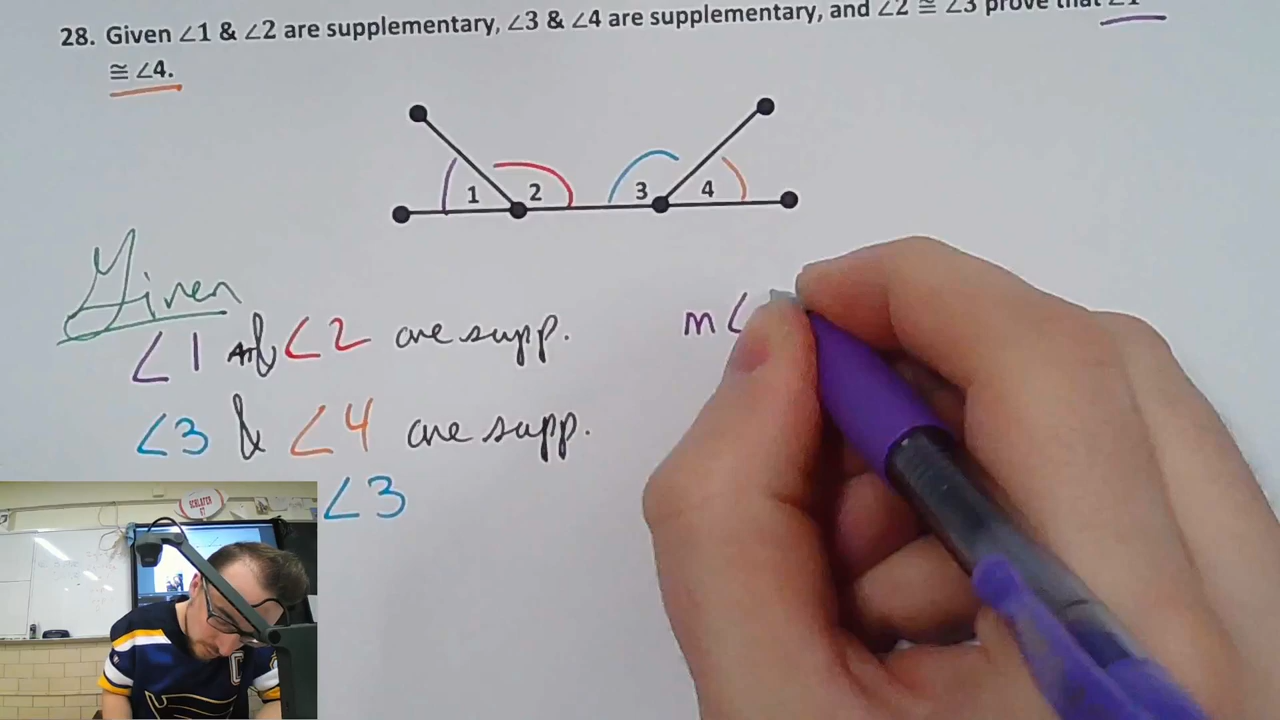 28. Given ∠1 & ∠2 are supplementary, ∠3 & ∠4 are supplementary, and ∠2 ≅ ∠3 prove that ∠1
≅ ∠4.
1 2 3 4
Given
∠1 and ∠2 are supp.
m∠
∠3 & ∠4 are supp.
∠3